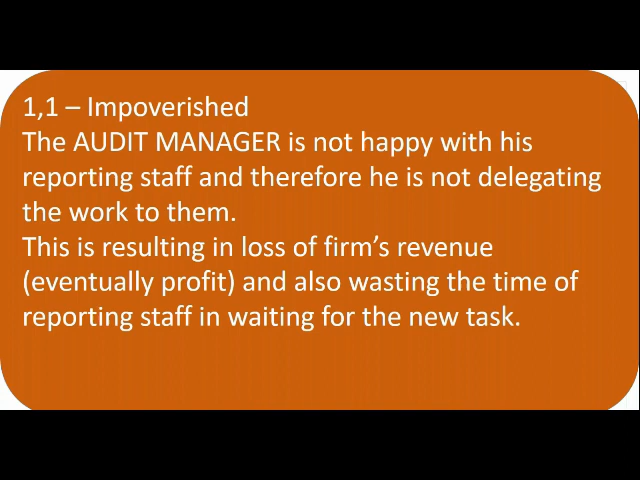 1,1 – Impoverished
The AUDIT MANAGER is not happy with his
reporting staff and therefore he is not delegating
the work to them.
This is resulting in loss of firm’s revenue
(eventually profit) and also wasting the time of
reporting staff in waiting for the new task.